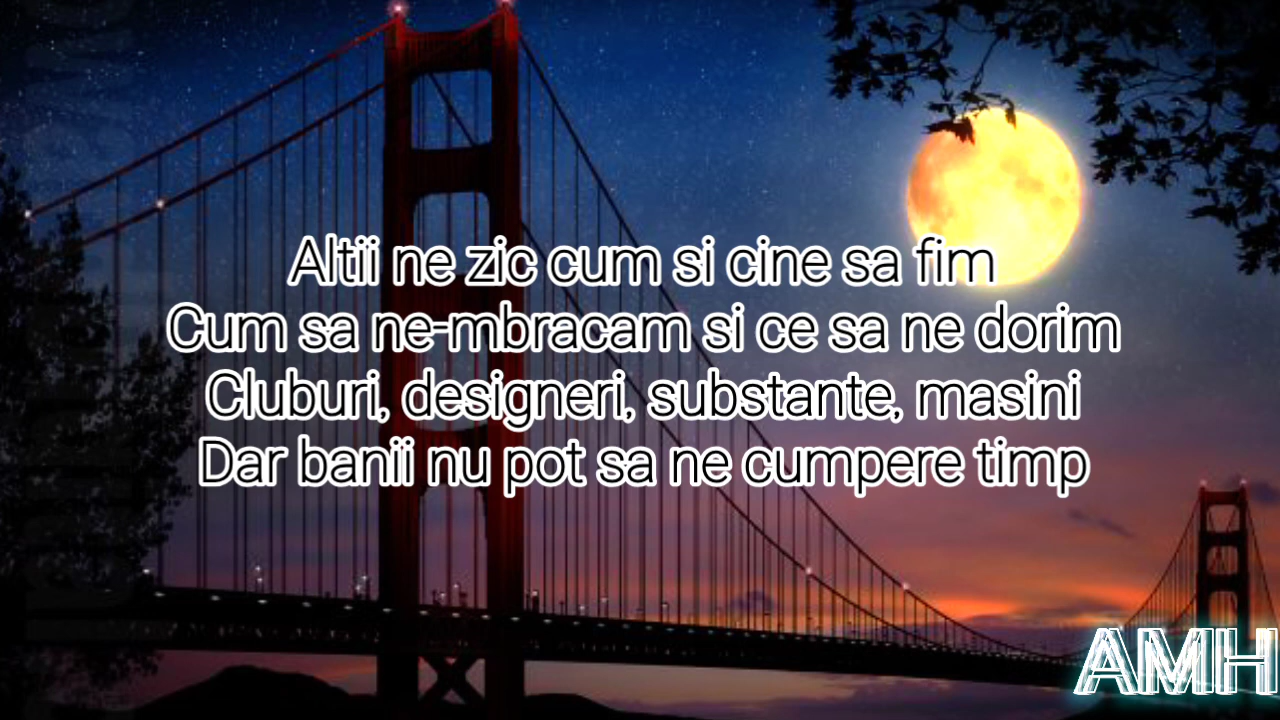 Altii ne zic cum si cine sa fim
Cum sa ne-mbracam si ce sa ne dorim
Cluburi, designeri, substante, masini
Dar banii nu pot sa ne cumpere timp
AMH